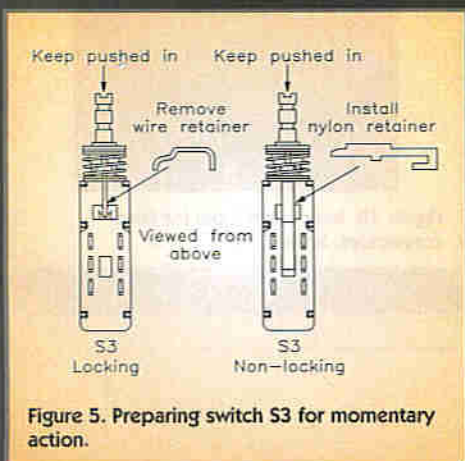 Keep pushed in
Keep pushed in
Remove
wire retainer
Install
nylon retainer
Viewed from
above
S3
Locking
S3
Non-locking
Figure 5. Preparing switch S3 for momentary
action.